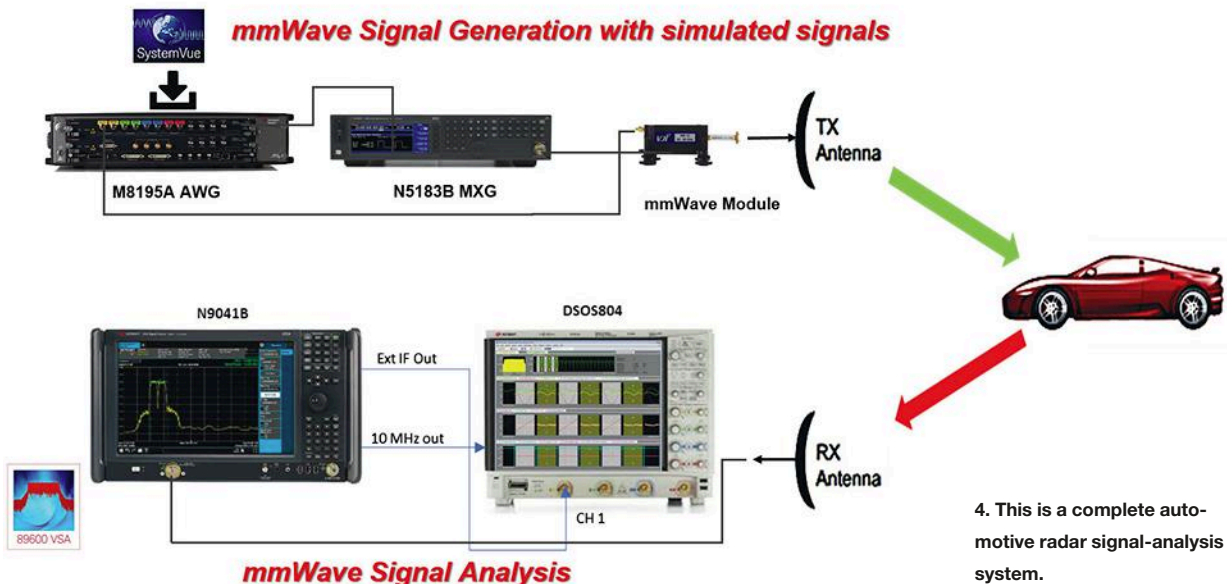 mmWave Signal Generation with simulated signals
SystemVue
M8195A AWG
N5183B MXG
mmWave Module
TX
Antenna
N9041B
DSOS804
Ext IF Out
10 MHz out
CH 1
RX
Antenna
89600 VSA
mmWave Signal Analysis
4. This is a complete auto-
motive radar signal-analysis
system.